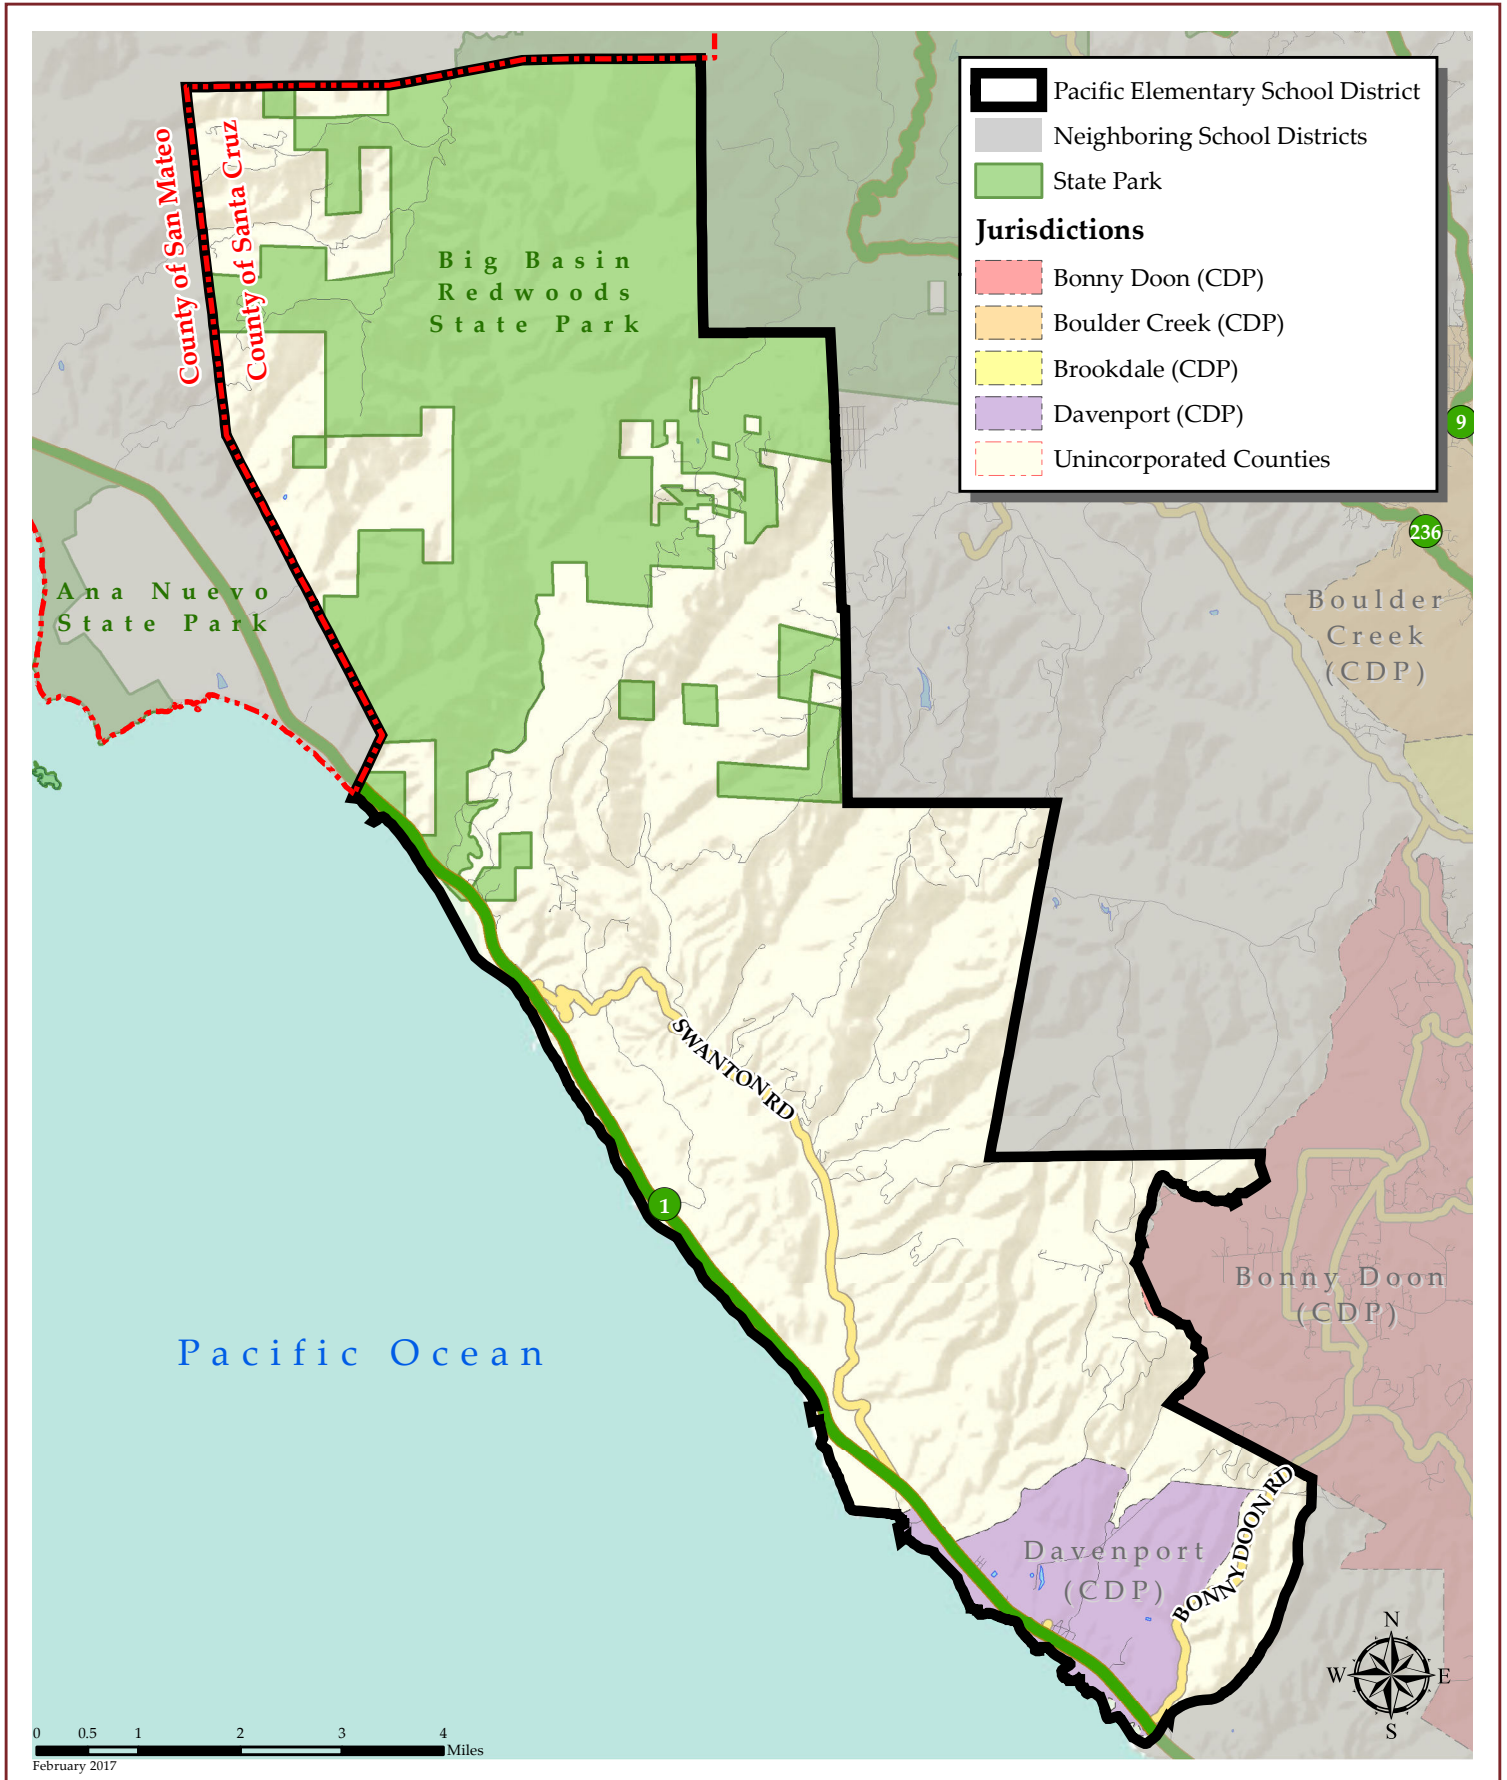 Pacific Elementary School District
Neighboring School Districts
State Park
Jurisdictions
Bonny Doon (CDP)
Boulder Creek (CDP)
Brookdale (CDP)
Davenport (CDP)
Unincorporated Counties
County of San Mateo
County of Santa Cruz
Big Basin
Redwoods
State Park
9
236
Ana Nuevo
State Park
Boulder
Creek
(CDP)
SWANTON RD
1
Bonny Doon
(CDP)
Pacific Ocean
BONNY DOON RD
Davenport
(CDP)
N
W
E
S
0 0.5 1 2 3 4
Miles
February 2017